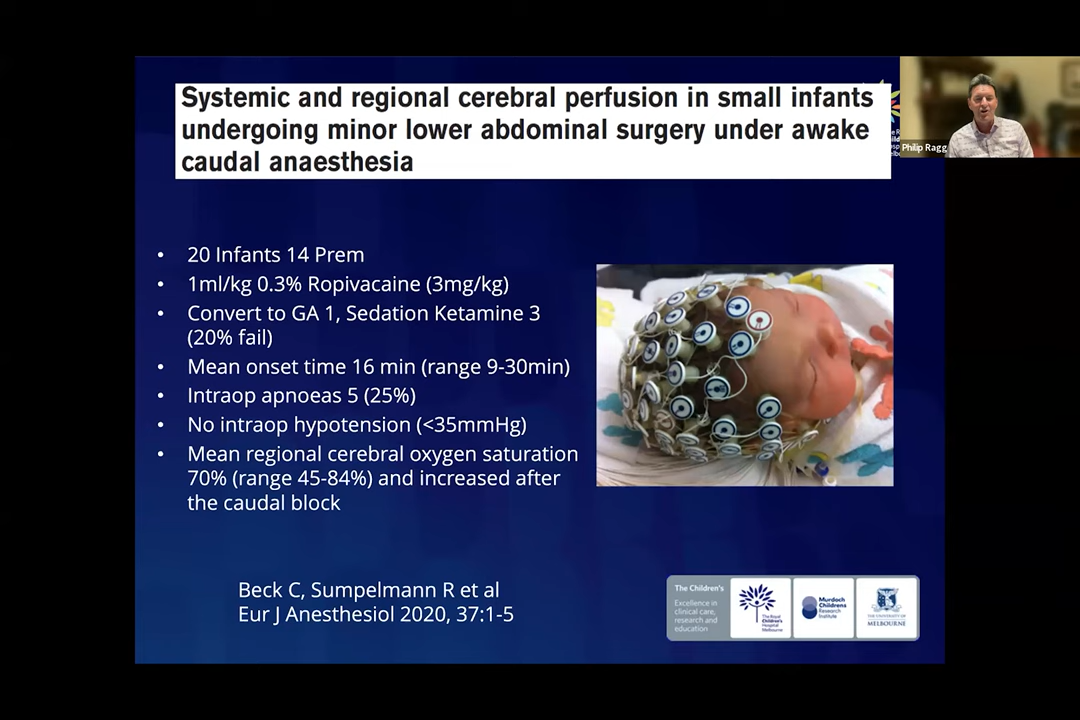 Systemic and regional cerebral perfusion in small infants
undergoing minor lower abdominal surgery under awake
caudal anaesthesia
Philip Ragg
• 20 Infants 14 Prem
• 1ml/kg 0.3% Ropivacaine (3mg/kg)
• Convert to GA 1, Sedation Ketamine 3
(20% fail)
• Mean onset time 16 min (range 9-30min)
• Intraop apnoeas 5 (25%)
• No intraop hypotension (<35mmHg)
• Mean regional cerebral oxygen saturation
70% (range 45-84%) and increased after
the caudal block
Beck C, Sumpelmann R et al
Eur J Anesthesiol 2020, 37:1-5
The Children's
Excellence in
clinical care,
research and
education
The Royal
Children's
Hospital
Melbourne
Murdoch
Childrens
Research
Institute
THE UNIVERSITY OF
MELBOURNE